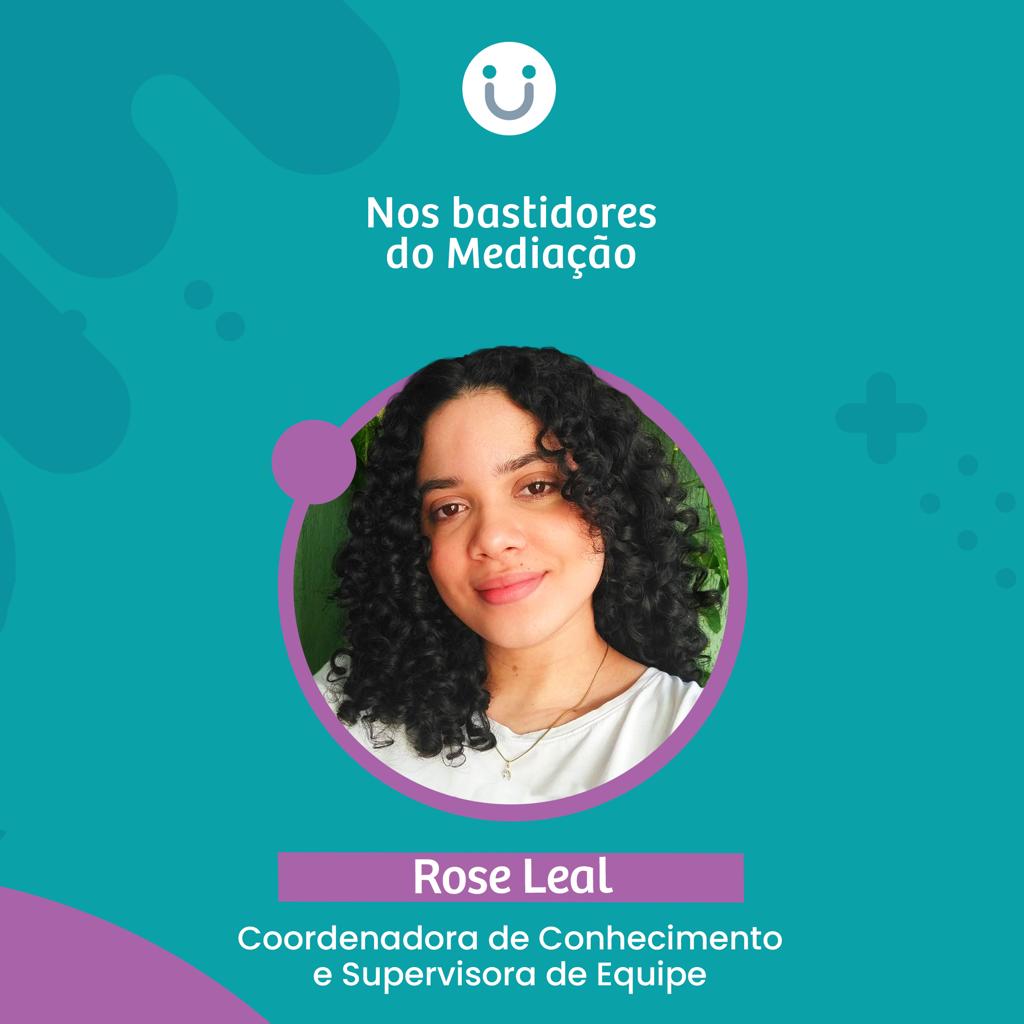 Nos bastidores
do Mediação
Rose Leal
Coordenadora de Conhecimento
e Supervisora de Equipe